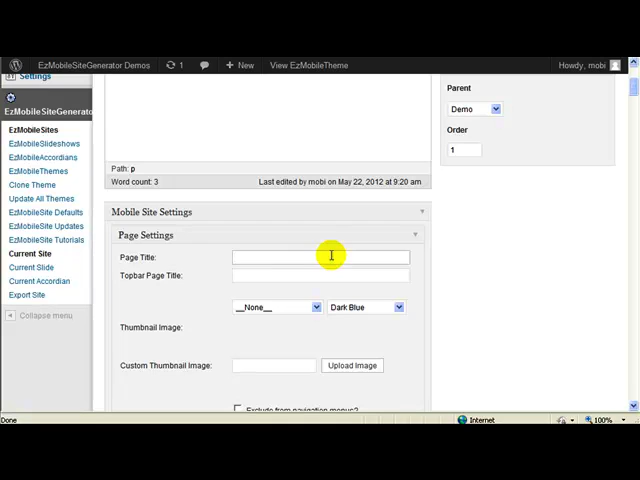 EzMobileSiteGenerator Demos 1 New View EzMobileTheme Howdy, mobi
Settings
EzMobileSiteGenerator
EzMobileSites
EzMobileSlideshows
EzMobileAccordians
EzMobileThemes
Clone Theme
Update All Themes
EzMobileSite Defaults
EzMobileSite Updates
EzMobileSite Tutorials
Current Site
Current Slide
Current Accordian
Export Site
Collapse menu
Path: p
Word count: 3 Last edited by mobi on May 22, 2012 at 9:20 am
Mobile Site Settings
Page Settings
Page Title:
Topbar Page Title:
__None__ Dark Blue
Thumbnail Image:
Custom Thumbnail Image: Upload Image
Exclude from navigation menus?
Parent
Demo
Order
1
Done Internet 100%